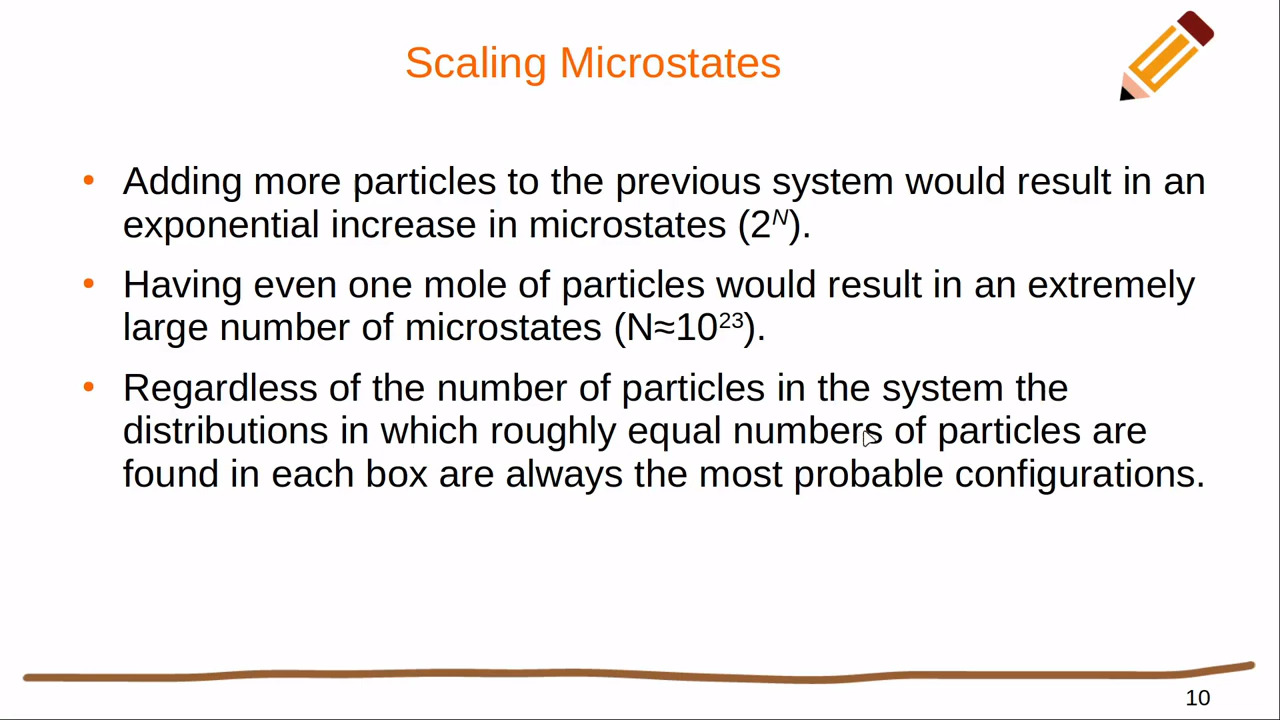 Scaling Microstates
• Adding more particles to the previous system would result in an
exponential increase in microstates (2ᴺ).
• Having even one mole of particles would result in an extremely
large number of microstates (N≈10²³).
• Regardless of the number of particles in the system the
distributions in which roughly equal numbers of particles are
found in each box are always the most probable configurations.
10